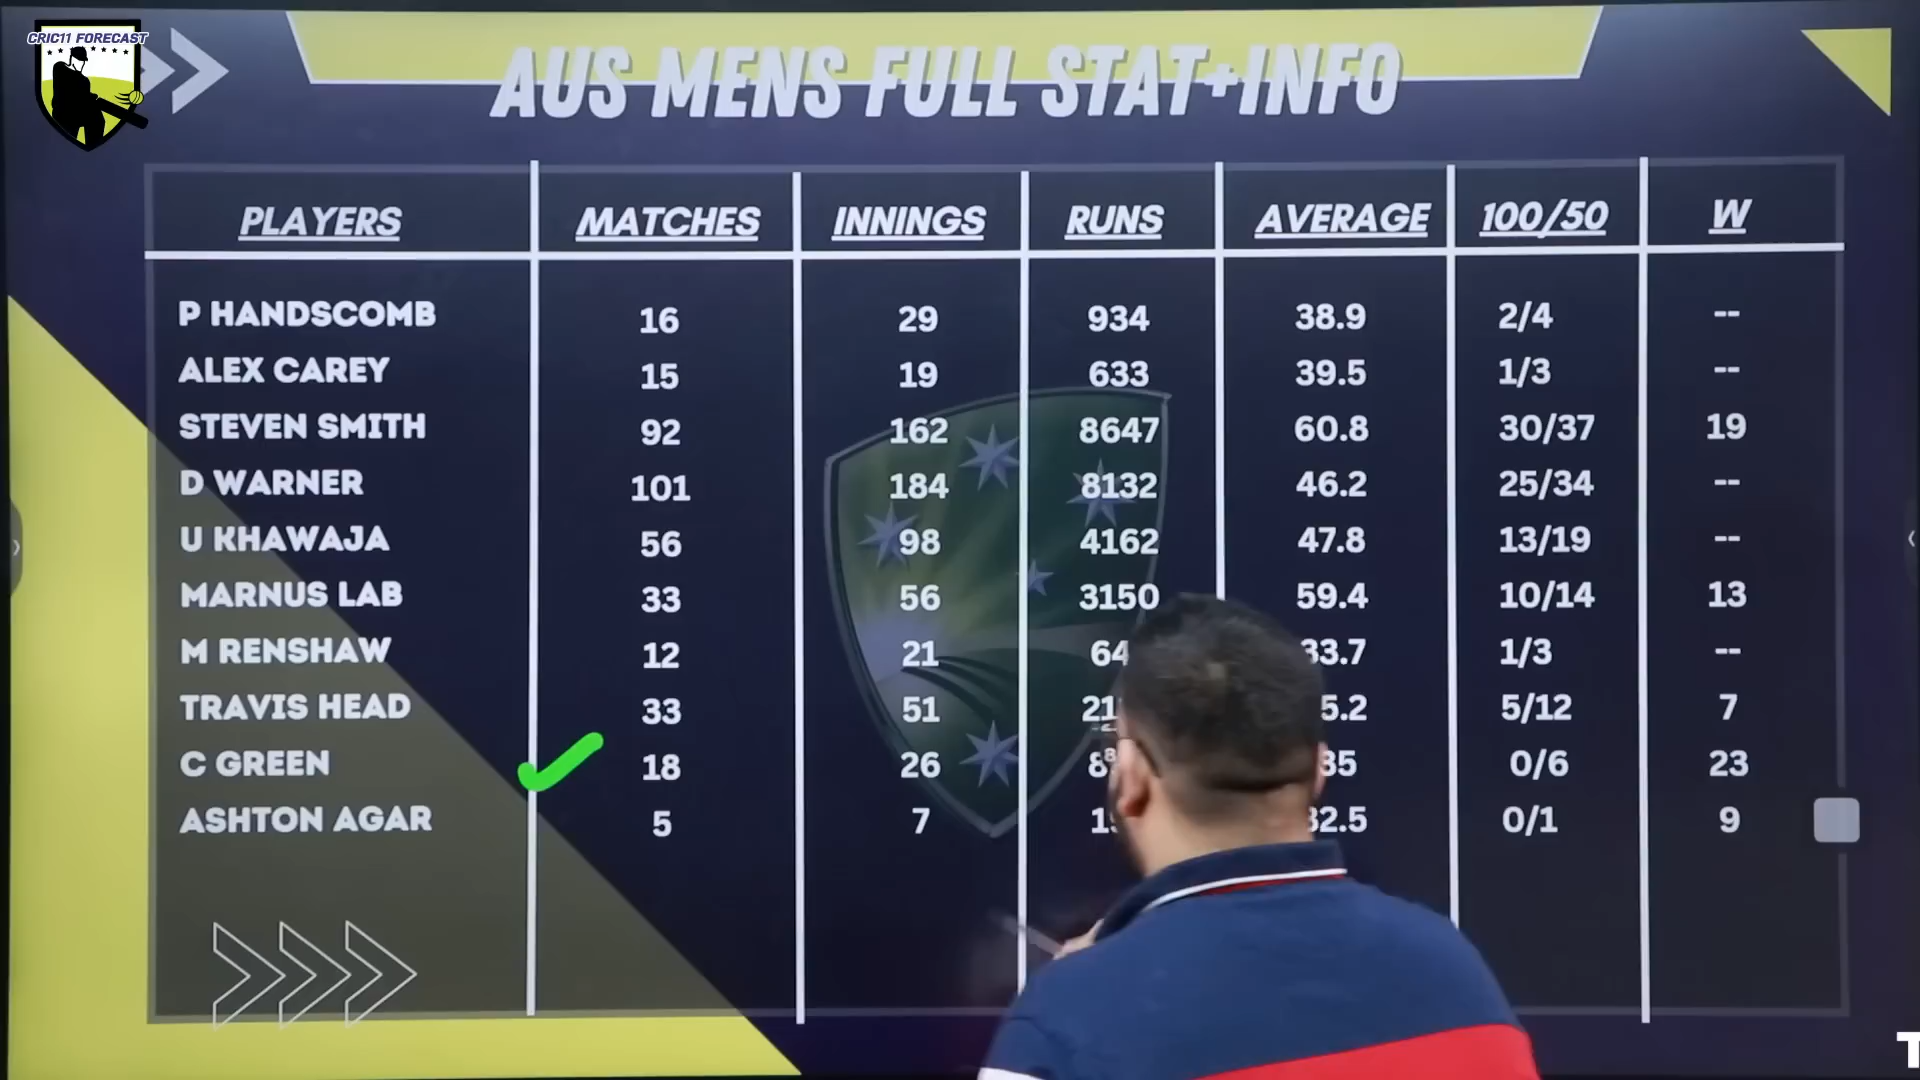 CRIC11 FORECAST
AUS MENS FULL STAT+INFO
PLAYERS MATCHES INNINGS RUNS AVERAGE 100/50 W
P HANDSCOMB 16 29 934 38.9 2/4 --
ALEX CAREY 15 19 633 39.5 1/3 --
STEVEN SMITH 92 162 8647 60.8 30/37 19
D WARNER 101 184 8132 46.2 25/34 --
U KHAWAJA 56 98 4162 47.8 13/19 --
MARNUS LAB 33 56 3150 59.4 10/14 13
M RENSHAW 12 21 33.7 1/3 --
TRAVIS HEAD 33 51 5/12 7
C GREEN 18 26 0/6 23
ASHTON AGAR 5 7 0/1 9